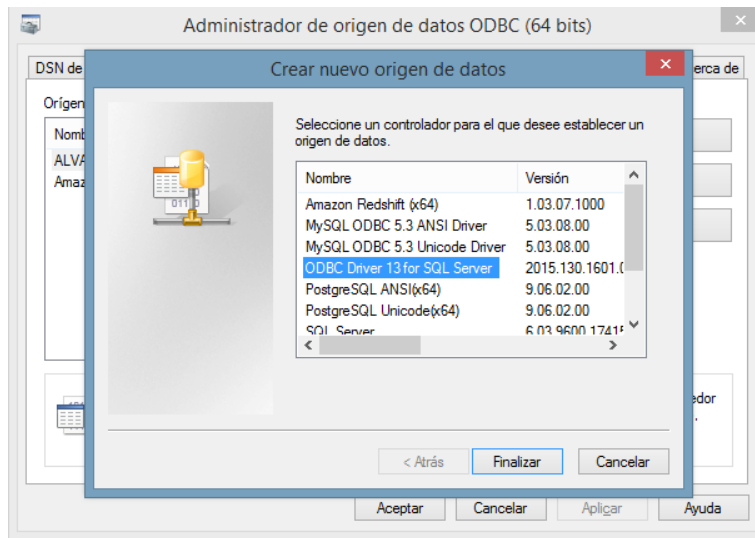 Administrador de origen de datos ODBC (64 bits)
DSN de
Crear nuevo origen de datos
erca de
Orígen
Nomb
ALVA
Amaz
Seleccione un controlador para el que desee establecer un
origen de datos.
Nombre Versión
Amazon Redshift (x64) 1.03.07.1000
MySQL ODBC 5.3 ANSI Driver 5.03.08.00
MySQL ODBC 5.3 Unicode Driver 5.03.08.00
ODBC Driver 13 for SQL Server 2015.130.1601.0
PostgreSQL ANSI(x64) 9.06.02.00
PostgreSQL Unicode(x64) 9.06.02.00
SQL Server 6.03.9600.1741
edor
< Atrás Finalizar Cancelar
Aceptar Cancelar Aplicar Ayuda